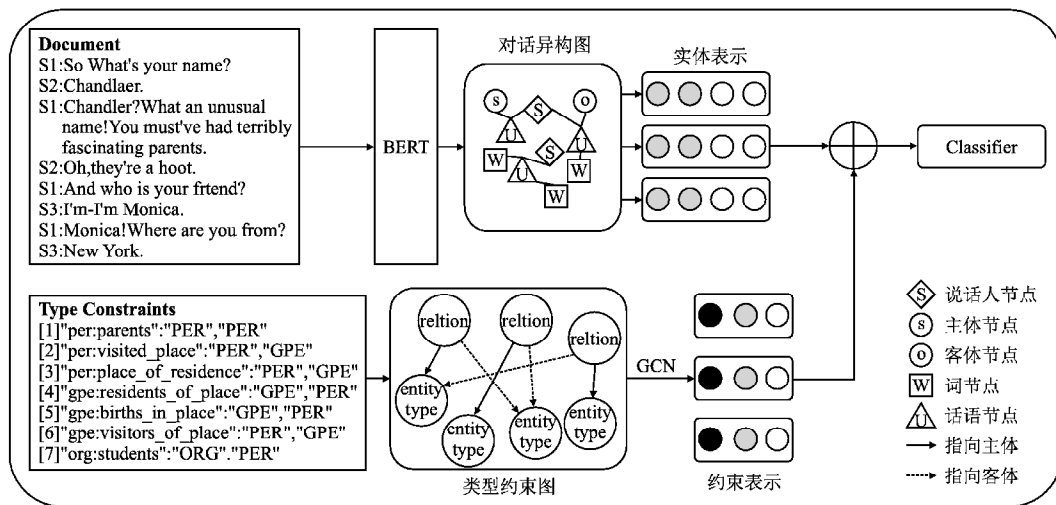 Document
S1:So What's your name?
S2:Chandlaer.
S1:Chandler?What an unusual
name!You must've had terribly
fascinating parents.
S2:Oh,they're a hoot.
S1:And who is your frtend?
S3:I'm-I'm Monica.
S1:Monica!Where are you from?
S3:New York.
BERT
对话异构图
s
S
o
U
U
W
S
W
U
W
实体表示
Classifier
Type Constraints
[1]"per:parents":"PER","PER"
[2]"per:visited_place":"PER","GPE"
[3]"per:place_of_residence":"PER","GPE"
[4]"gpe:residents_of_place":"GPE","PER"
[5]"gpe:births_in_place":"GPE","PER"
[6]"gpe:visitors_of_place":"PER","GPE"
[7]"org:students":"ORG"."PER"
reltion
reltion
reltion
entity
type
entity
type
entity
type
entity
type
类型约束图
GCN
约束表示
S 说话人节点
s 主体节点
o 客体节点
W 词节点
U 话语节点
指向主体
指向客体